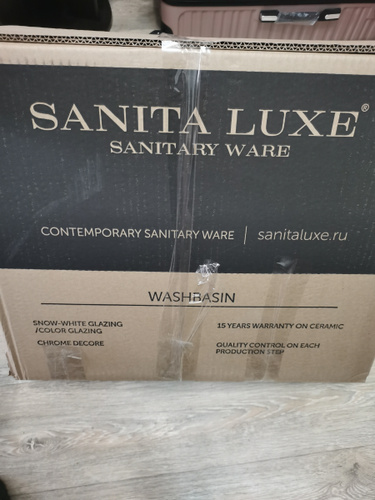 SANITA LUXE®
SANITARY WARE
CONTEMPORARY SANITARY WARE | sanitaluxe.ru
WASHBASIN
SNOW-WHITE GLAZING
/COLOR GLAZING
CHROME DECORE
15 YEARS WARRANTY ON CERAMIC
QUALITY CONTROL ON EACH
PRODUCTION STEP